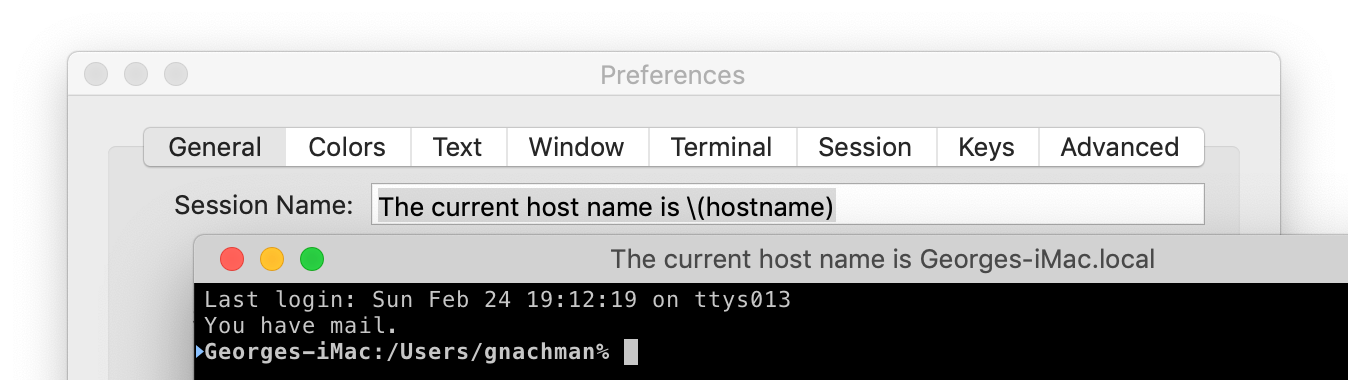 Preferences
General Colors Text Window Terminal Session Keys Advanced
Session Name: The current host name is \(hostname)
The current host name is Georges-iMac.local
Last login: Sun Feb 24 19:12:19 on ttys013
You have mail.
Georges-iMac:/Users/gnachman%